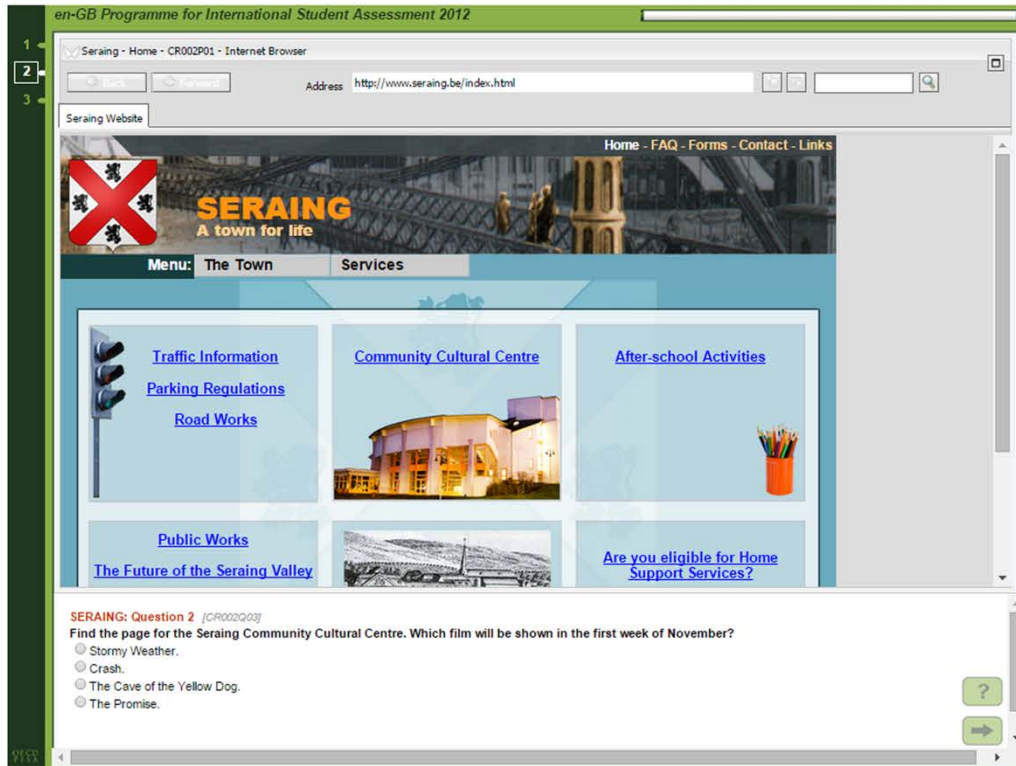 en-GB Programme for International Student Assessment 2012
1
2
3
Seraing - Home - CR002P01 - Internet Browser
Back
Forward
Address http://www.seraing.be/index.html
Seraing Website
Home - FAQ - Forms - Contact - Links
SERAING
A town for life
Menu: The Town Services
Traffic Information
Parking Regulations
Road Works
Community Cultural Centre
After-school Activities
Public Works
The Future of the Seraing Valley
Are you eligible for Home
Support Services?
SERAING: Question 2 [CR002Q03]
Find the page for the Seraing Community Cultural Centre. Which film will be shown in the first week of November?
Stormy Weather.
Crash.
The Cave of the Yellow Dog.
The Promise.
?
OECD
PISA